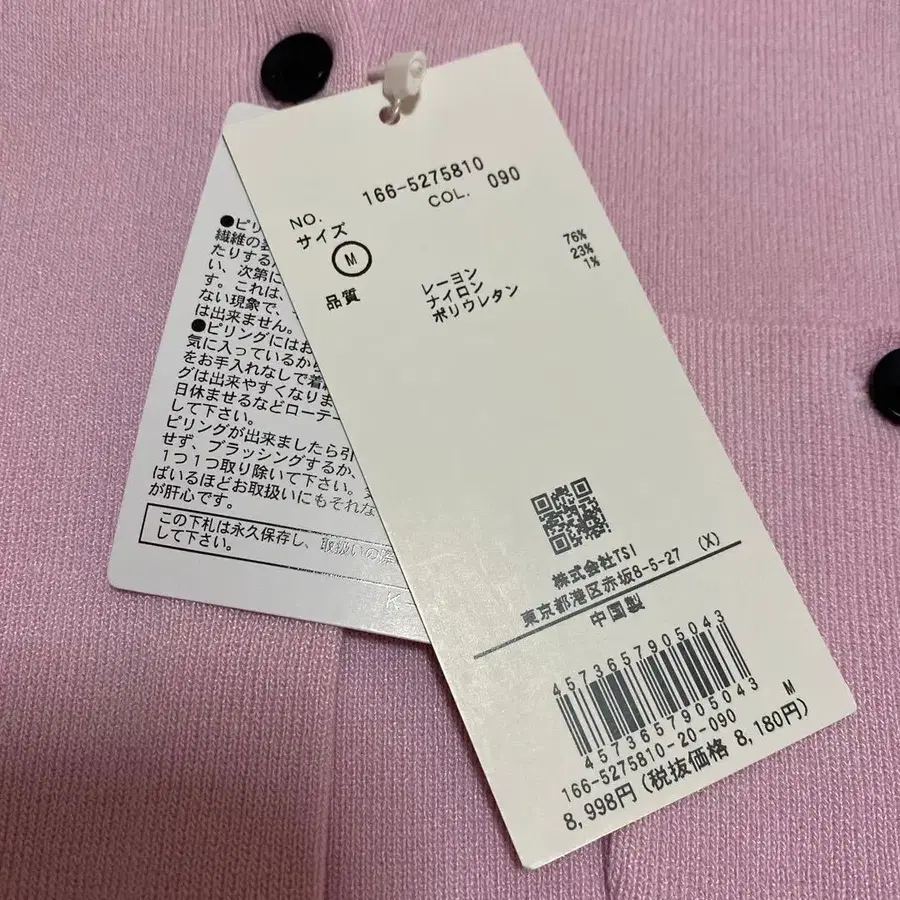 NO. 166-5275810
COL. 090
サイズ
M
品質
レーヨン 76%
ナイロン 23%
ポリウレタン 1%
株式会社TSI
東京都港区赤坂8-5-27 (X)
中国製
4573657905043
4573657905043
M
166-5275810-20-090
8,998円 (税抜価格 8,180円)
●ピリ
繊維の
たりする
い、次第に
す。これは、
ない現象で、
は出来ません。
●ピリングにはお
気に入っているから
をお手入れなしで着
グは出来やすくなりま
日休ませるなどローテー
して下さい。
ピリングが出来ましたら引
せず、ブラッシングするか、
1つ1つ取り除いて下さい。
ばいるほどお取扱いにもそれな
が肝心です。
この下札は永久保存し、取扱いの際
して下さい。
K